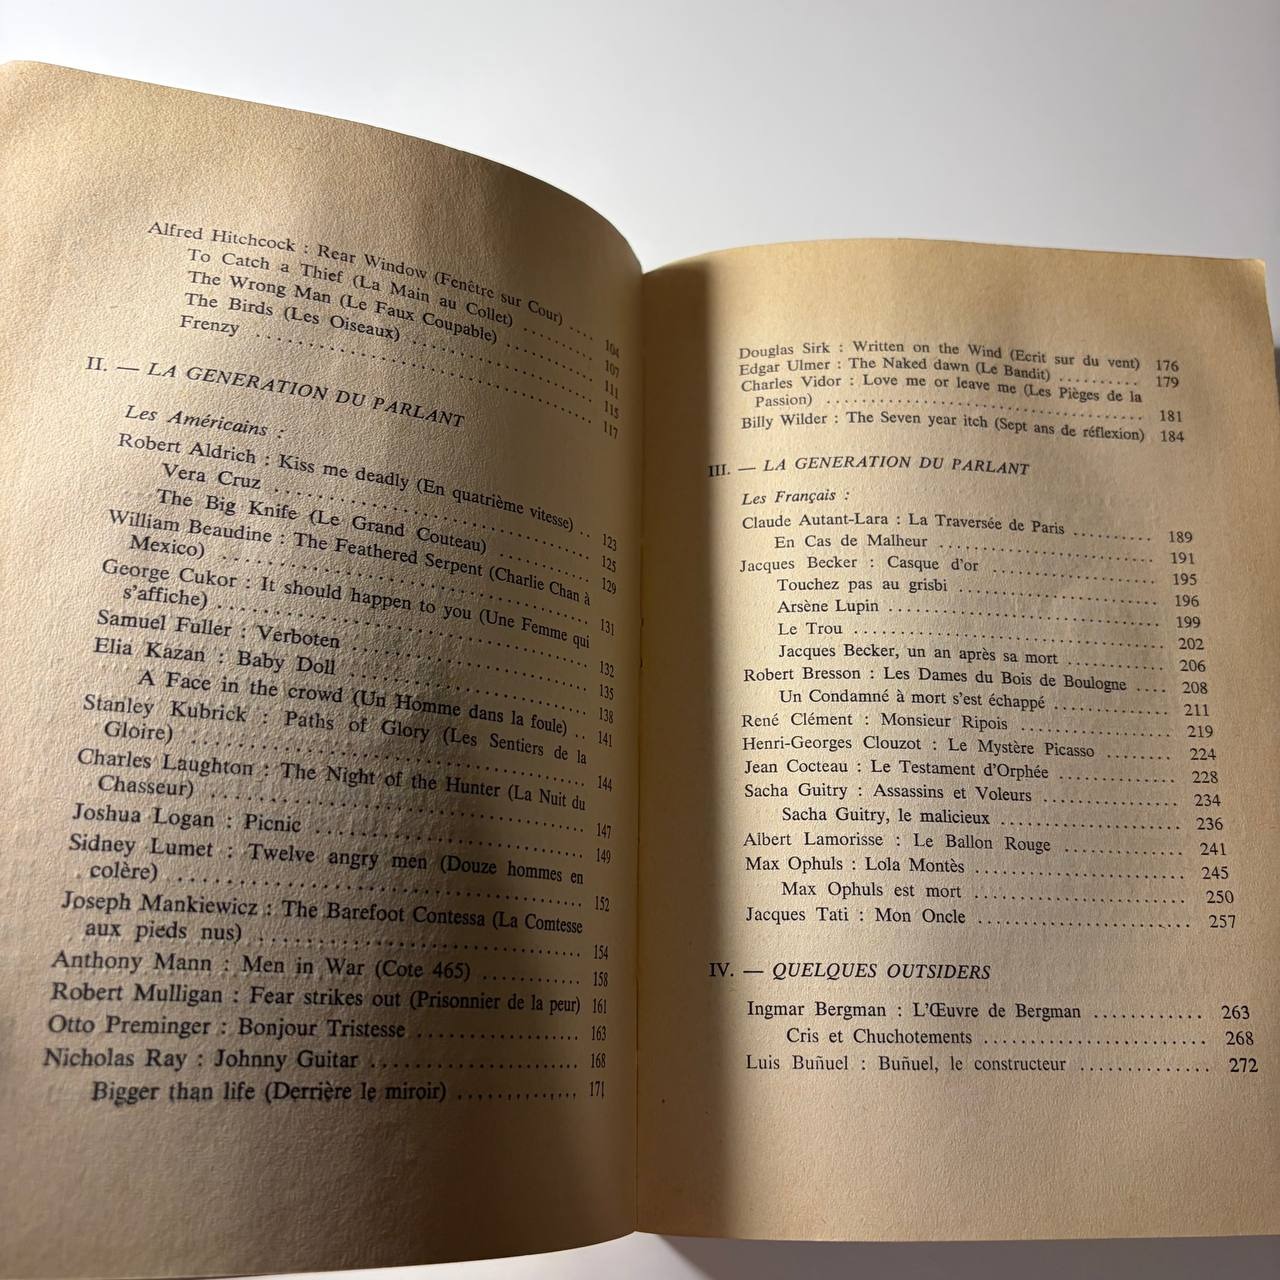 Alfred Hitchcock : Rear Window (Fenêtre sur Cour) .... 104
To Catch a Thief (La Main au Collet) .......... 107
The Wrong Man (Le Faux Coupable) .......... 111
The Birds (Les Oiseaux) .......... 115
Frenzy .......... 117
II. — LA GENERATION DU PARLANT
Les Américains :
Robert Aldrich : Kiss me deadly (En quatrième vitesse) .. 123
Vera Cruz .......... 125
The Big Knife (Le Grand Couteau) .......... 129
William Beaudine : The Feathered Serpent (Charlie Chan à
Mexico) .......... 131
George Cukor : It should happen to you (Une Femme qui
s'affiche) .......... 132
Samuel Fuller : Verboten .......... 135
Elia Kazan : Baby Doll .......... 138
A Face in the crowd (Un Homme dans la foule) .. 141
Stanley Kubrick : Paths of Glory (Les Sentiers de la
Gloire) .......... 144
Charles Laughton : The Night of the Hunter (La Nuit du
Chasseur) .......... 147
Joshua Logan : Picnic .......... 149
Sidney Lumet : Twelve angry men (Douze hommes en
colère) .......... 152
Joseph Mankiewicz : The Barefoot Contessa (La Comtesse
aux pieds nus) .......... 154
Anthony Mann : Men in War (Cote 465) .......... 158
Robert Mulligan : Fear strikes out (Prisonnier de la peur) 161
Otto Preminger : Bonjour Tristesse .......... 163
Nicholas Ray : Johnny Guitar .......... 168
Bigger than life (Derrière le miroir) .......... 171
Douglas Sirk : Written on the Wind (Ecrit sur du vent) 176
Edgar Ulmer : The Naked dawn (Le Bandit) .......... 179
Charles Vidor : Love me or leave me (Les Pièges de la
Passion) .......... 181
Billy Wilder : The Seven year itch (Sept ans de réflexion) 184
III. — LA GENERATION DU PARLANT
Les Français :
Claude Autant-Lara : La Traversée de Paris .......... 189
En Cas de Malheur .......... 191
Jacques Becker : Casque d'or .......... 195
Touchez pas au grisbi .......... 196
Arsène Lupin .......... 199
Le Trou .......... 202
Jacques Becker, un an après sa mort .......... 206
Robert Bresson : Les Dames du Bois de Boulogne .... 208
Un Condamné à mort s'est échappé .......... 211
René Clément : Monsieur Ripois .......... 219
Henri-Georges Clouzot : Le Mystère Picasso ........ 224
Jean Cocteau : Le Testament d'Orphée .......... 228
Sacha Guitry : Assassins et Voleurs .......... 234
Sacha Guitry, le malicieux .......... 236
Albert Lamorisse : Le Ballon Rouge .......... 241
Max Ophuls : Lola Montès .......... 245
Max Ophuls est mort .......... 250
Jacques Tati : Mon Oncle .......... 257
IV. — QUELQUES OUTSIDERS
Ingmar Bergman : L'Œuvre de Bergman .......... 263
Cris et Chuchotements .......... 268
Luis Buñuel : Buñuel, le constructeur .......... 272